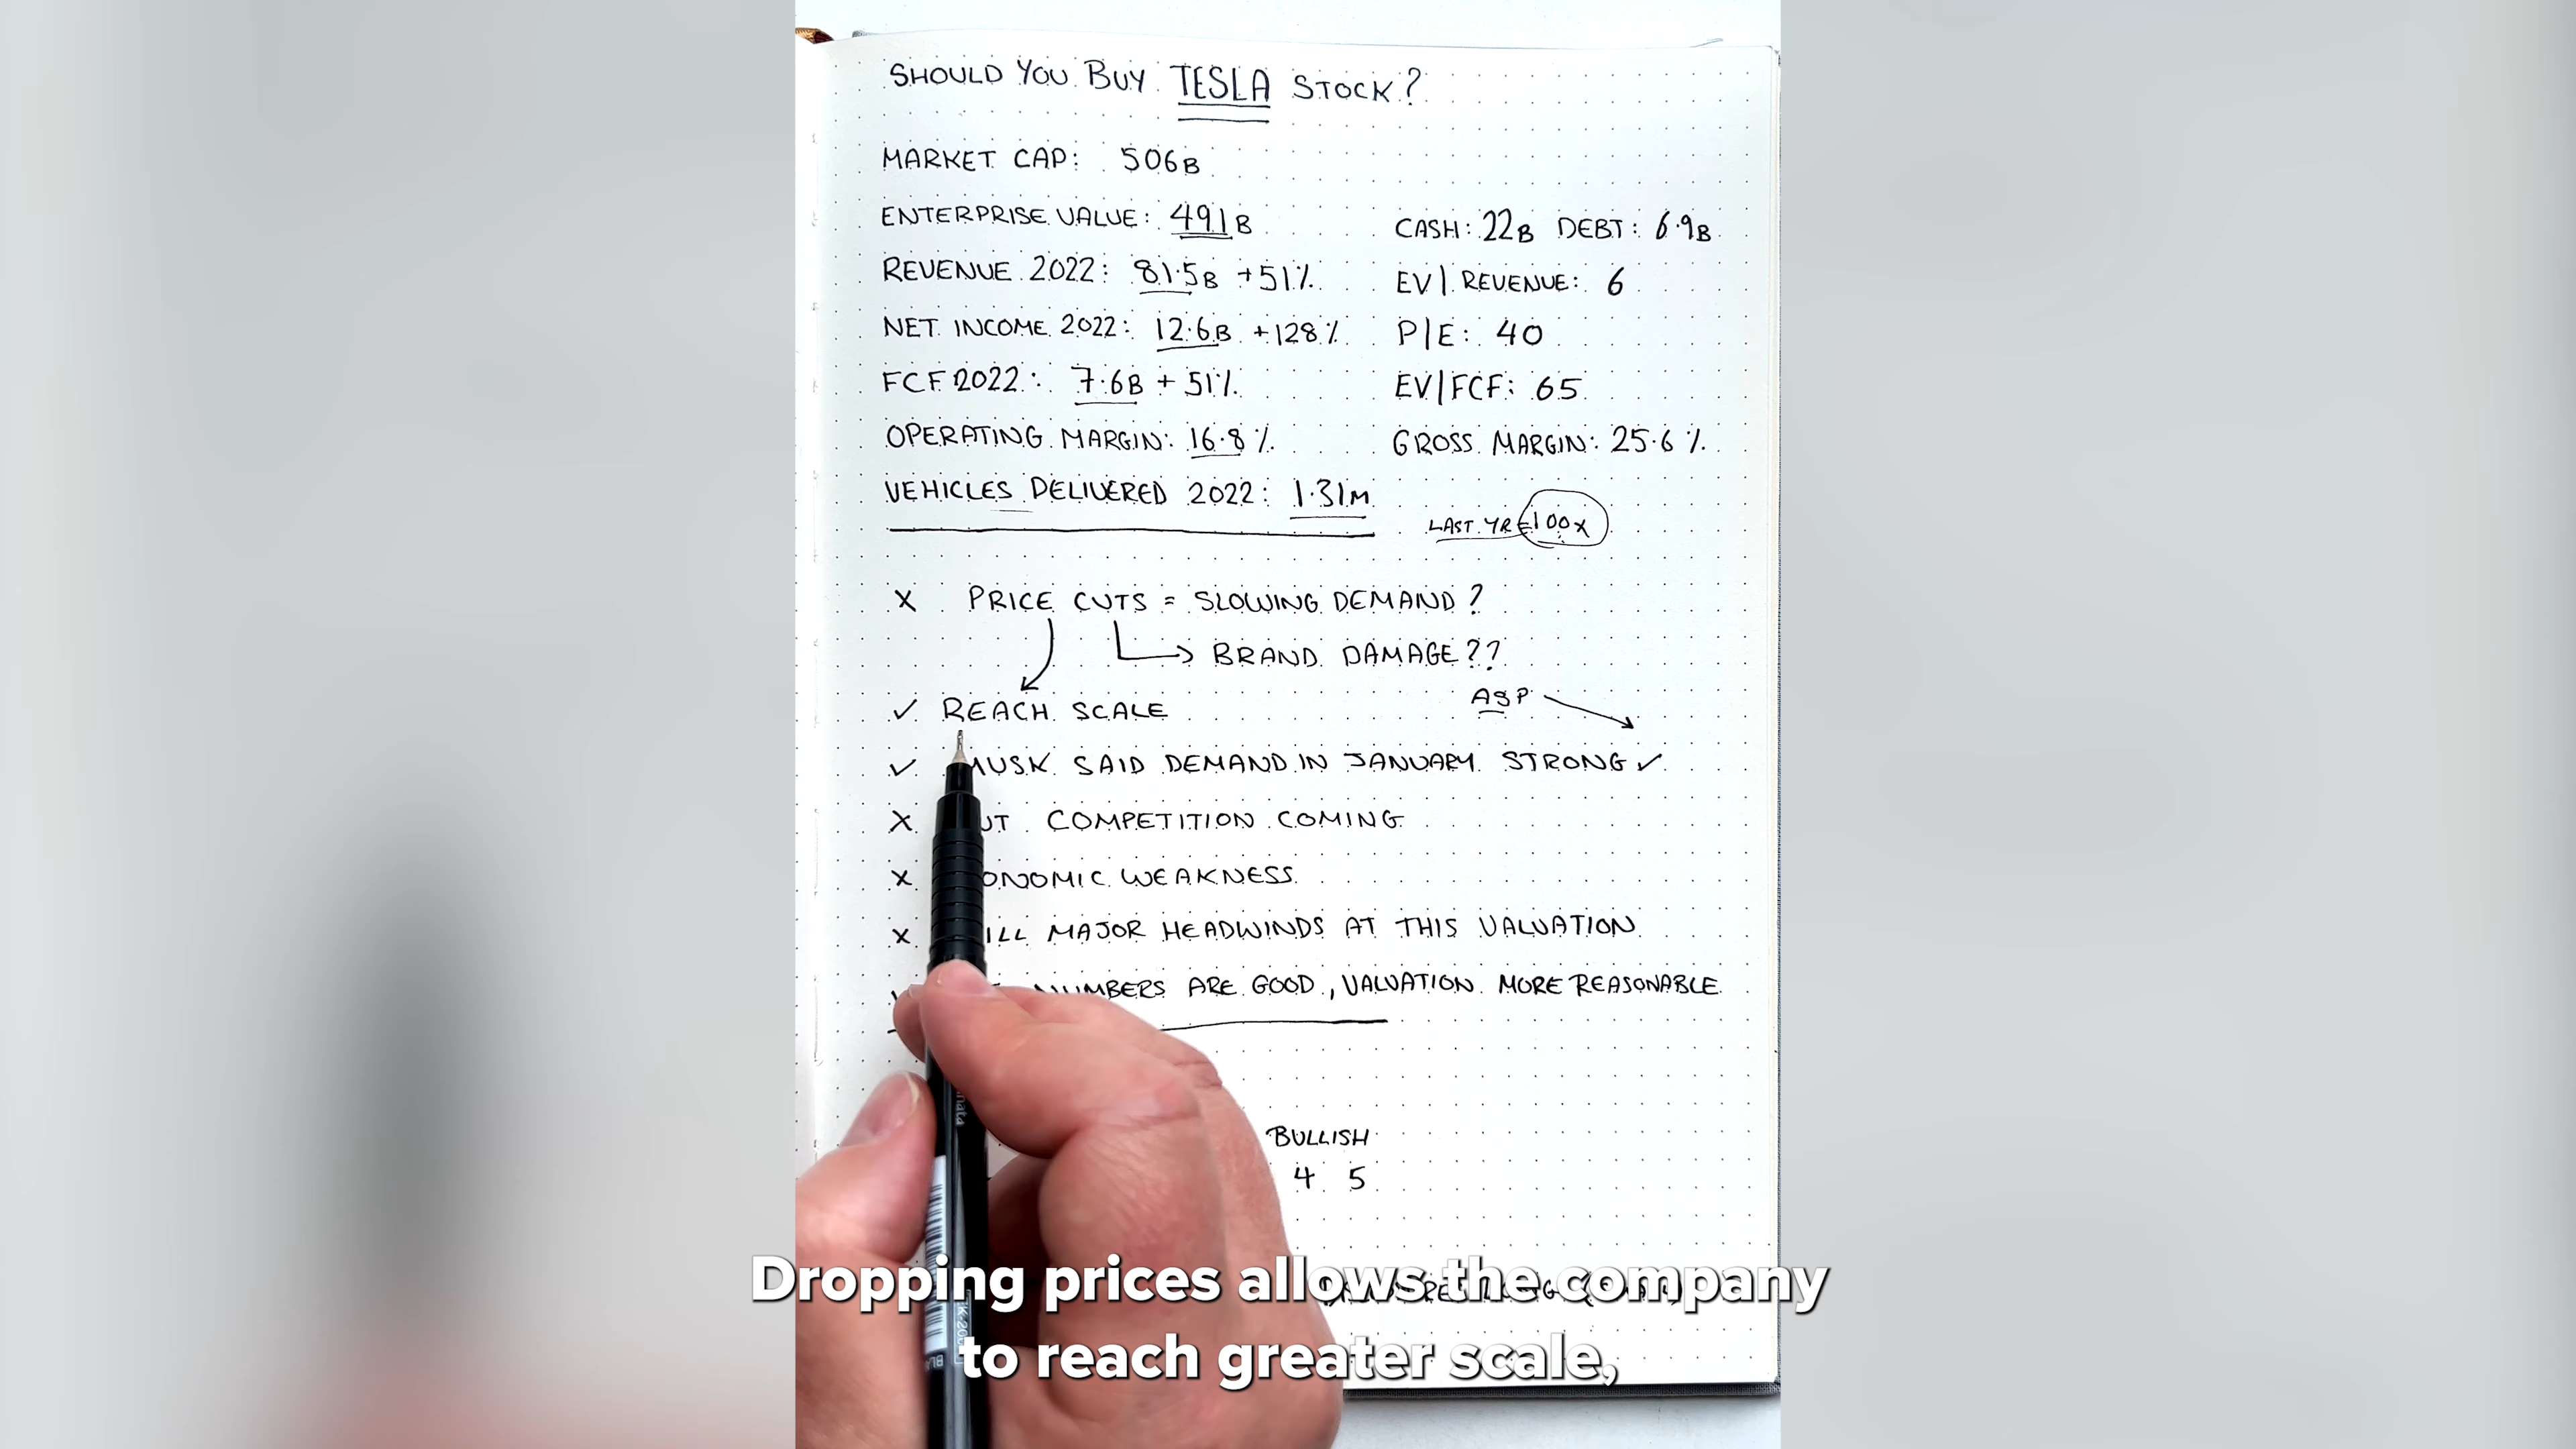 SHOULD YOU BUY TESLA STOCK?
MARKET CAP: 506B
ENTERPRISE VALUE: 491B CASH: 22B DEBT: 6.9B
REVENUE 2022: 81.5B +51% EV|REVENUE: 6
NET INCOME 2022: 12.6B +128% P|E: 40
FCF 2022: 7.6B + 51% EV|FCF: 65
OPERATING MARGIN: 16.8% GROSS MARGIN: 25.6%
VEHICLES DELIVERED 2022: 1.31M
LAST YR = 100x
X PRICE CUTS = SLOWING DEMAND?
BRAND DAMAGE??
✓ REACH SCALE ASP
✓ MUSK SAID DEMAND IN JANUARY STRONG ✓
X COMPETITION COMING
X WEAKNESS
X MAJOR HEADWINDS AT THIS VALUATION
NUMBERS ARE GOOD, VALUATION MORE REASONABLE
BULLISH
4 5
Dropping prices allows the company
to reach greater scale,